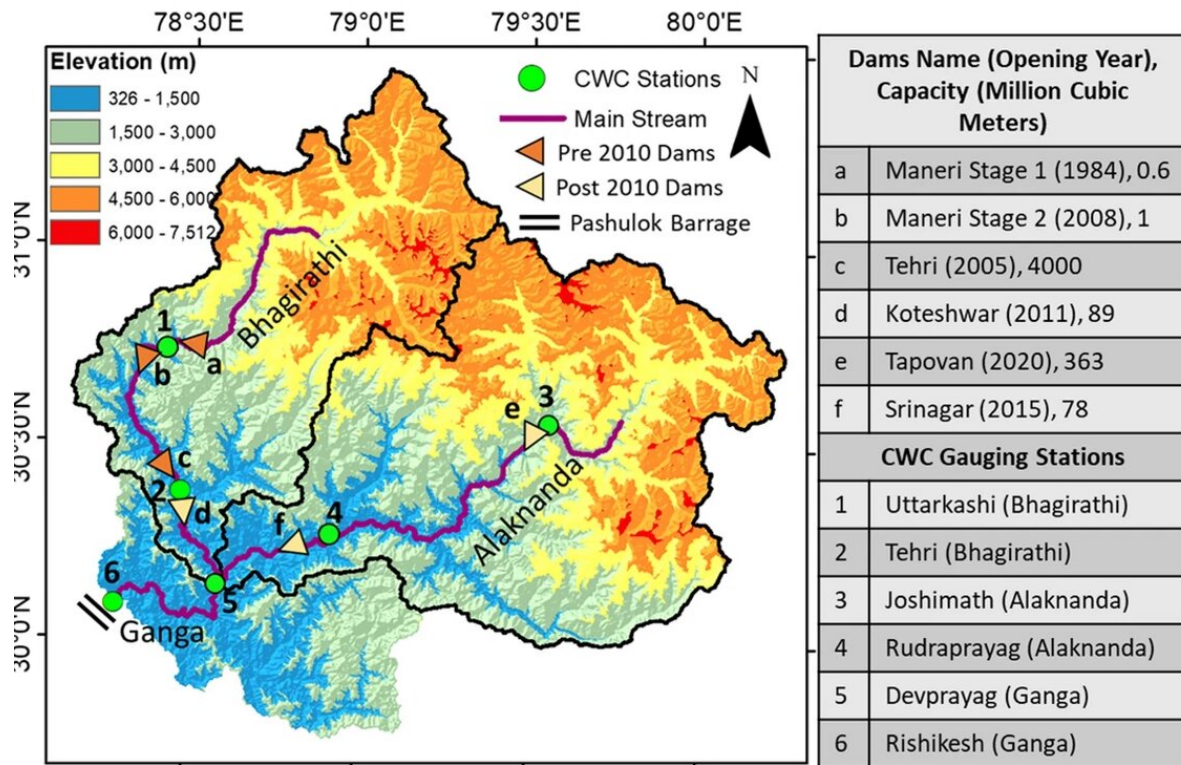 78°30'E 79°0'E 79°30'E 80°0'E
Elevation (m)
326 - 1,500
1,500 - 3,000
3,000 - 4,500
4,500 - 6,000
6,000 - 7,512
CWC Stations
Main Stream
Pre 2010 Dams
Post 2010 Dams
Pashulok Barrage
N
31°0'N
30°30'N
30°0'N
Bhagirathi
Alaknanda
Ganga
1
a
b
c
2
d
3
e
4
f
5
6
Dams Name (Opening Year),
Capacity (Million Cubic
Meters)
a Maneri Stage 1 (1984), 0.6
b Maneri Stage 2 (2008), 1
c Tehri (2005), 4000
d Koteshwar (2011), 89
e Tapovan (2020), 363
f Srinagar (2015), 78
CWC Gauging Stations
1 Uttarkashi (Bhagirathi)
2 Tehri (Bhagirathi)
3 Joshimath (Alaknanda)
4 Rudraprayag (Alaknanda)
5 Devprayag (Ganga)
6 Rishikesh (Ganga)